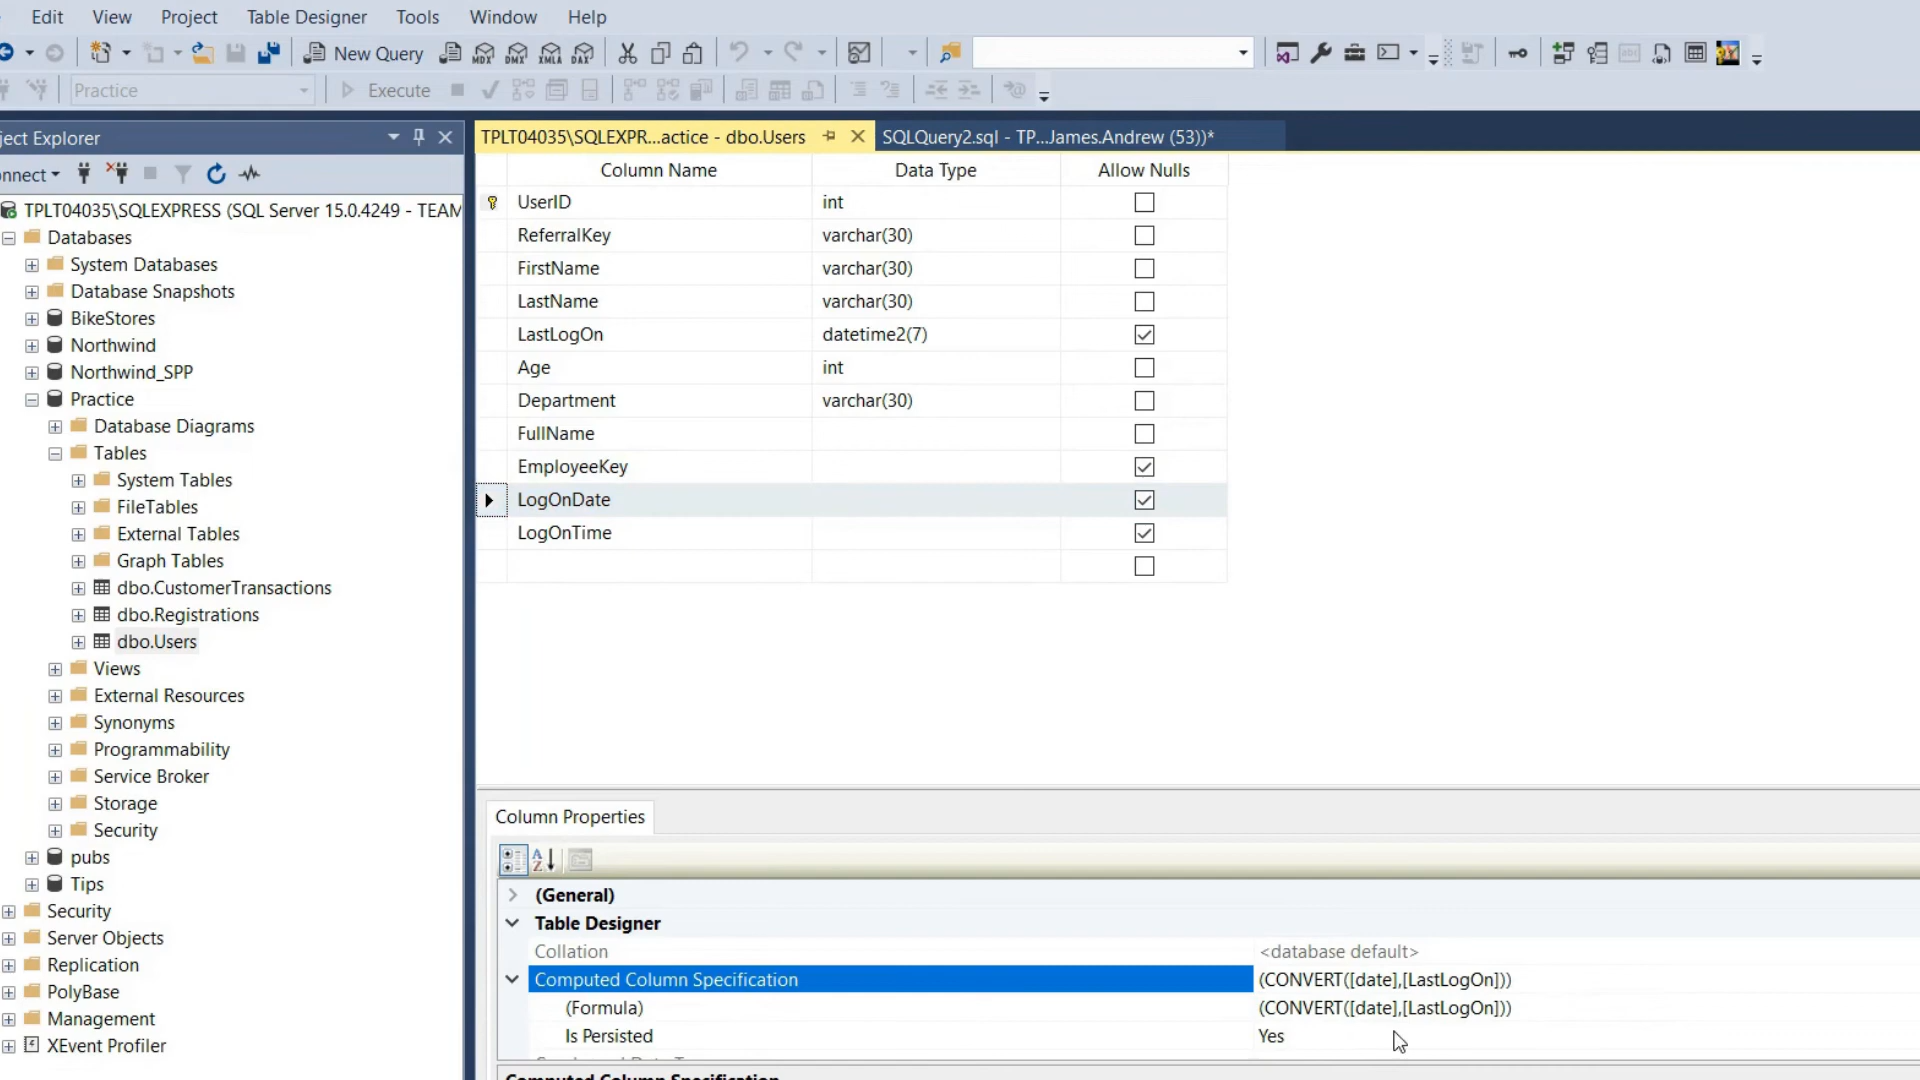 Edit View Project Table Designer Tools Window Help
New Query MDX DMX XMLA DAX
Practice Execute
ject Explorer
nnect
TPLT04035\SQLEXPRESS (SQL Server 15.0.4249 - TEAM
Databases
System Databases
Database Snapshots
BikeStores
Northwind
Northwind_SPP
Practice
Database Diagrams
Tables
System Tables
FileTables
External Tables
Graph Tables
dbo.CustomerTransactions
dbo.Registrations
dbo.Users
Views
External Resources
Synonyms
Programmability
Service Broker
Storage
Security
pubs
Tips
Security
Server Objects
Replication
PolyBase
Management
XEvent Profiler
TPLT04035\SQLEXPR...actice - dbo.Users SQLQuery2.sql - TP...James.Andrew (53))*
Column Name Data Type Allow Nulls
UserID int
ReferralKey varchar(30)
FirstName varchar(30)
LastName varchar(30)
LastLogOn datetime2(7)
Age int
Department varchar(30)
FullName
EmployeeKey
LogOnDate
LogOnTime
Column Properties
(General)
Table Designer
Collation <database default>
Computed Column Specification (CONVERT([date],[LastLogOn]))
(Formula) (CONVERT([date],[LastLogOn]))
Is Persisted Yes
Computed Column Specification